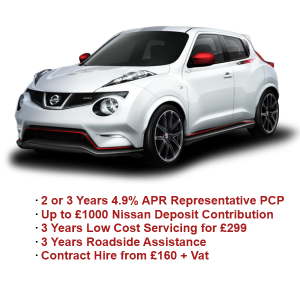 · 2 or 3 Years 4.9% APR Representative PCP
· Up to £1000 Nissan Deposit Contribution
· 3 Years Low Cost Servicing for £299
· 3 Years Roadside Assistance
· Contract Hire from £160 + Vat